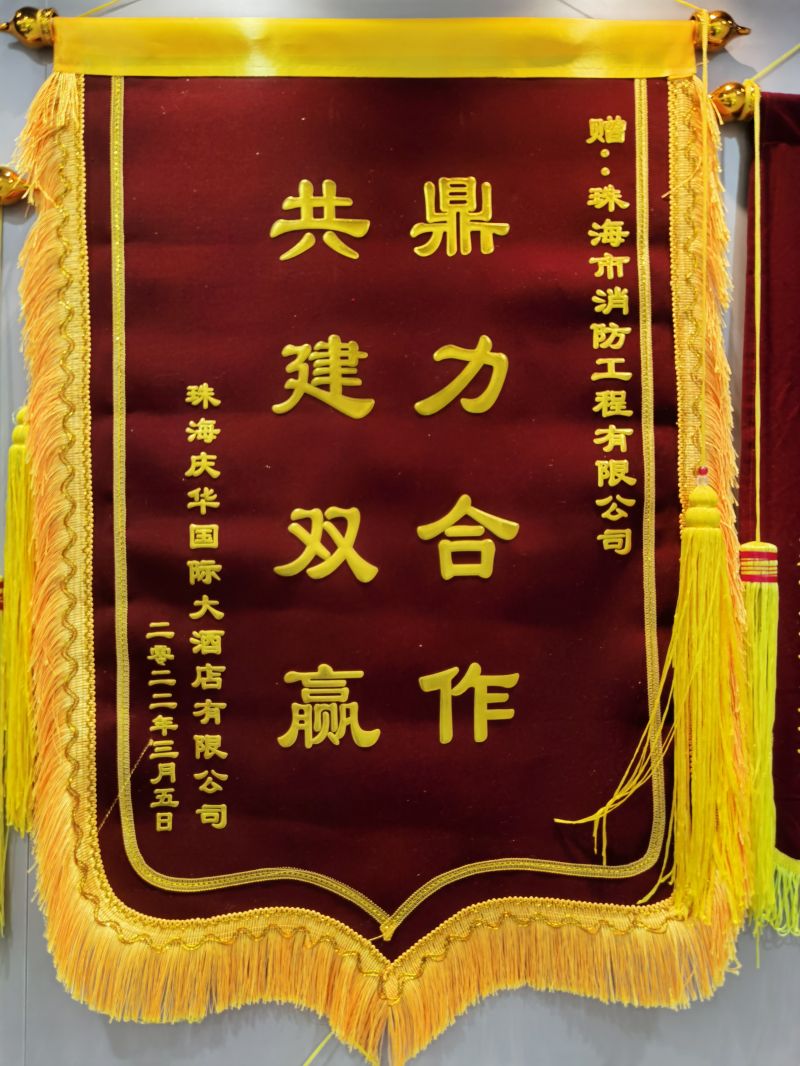 赠：珠海市消防工程有限公司
鼎力合作
共建双赢
珠海庆华国际大酒店有限公司
二零二二年三月五日